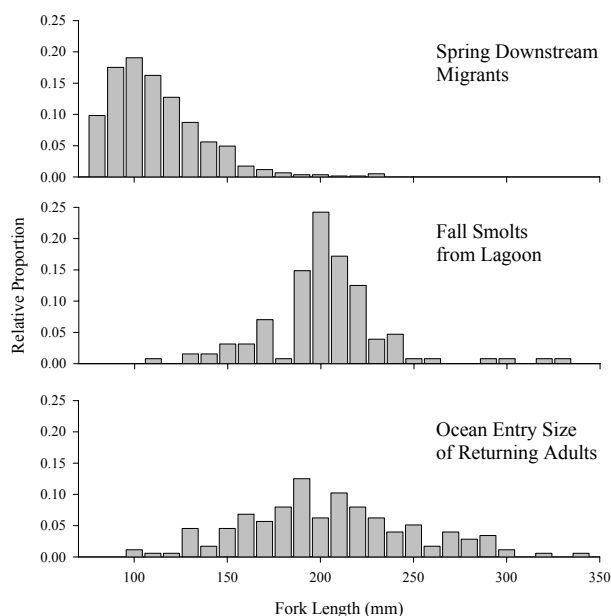 0.25
0.20
0.15
0.10
0.05
0.00
Spring Downstream
Migrants
Relative Proportion
0.25
0.20
0.15
0.10
0.05
0.00
Fall Smolts
from Lagoon
0.25
0.20
0.15
0.10
0.05
0.00
Ocean Entry Size
of Returning Adults
100 150 200 250 300 350
Fork Length (mm)